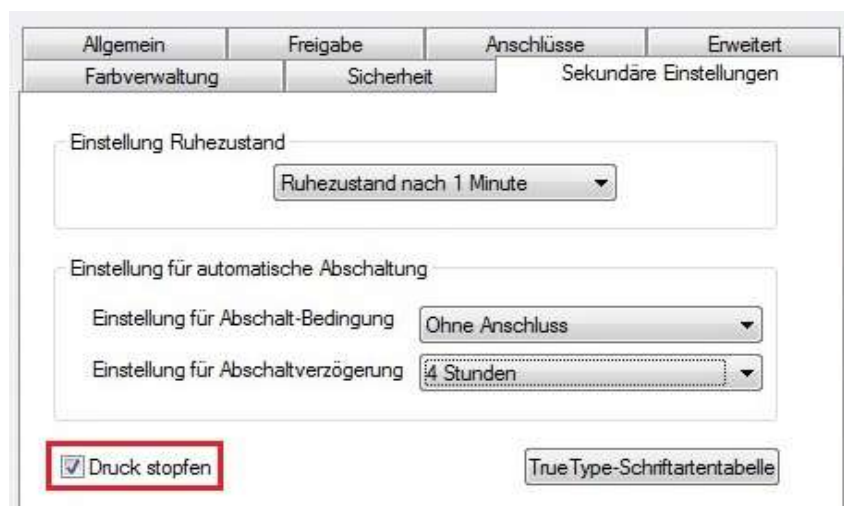 Allgemein Freigabe Anschlüsse Erweitert
Farbverwaltung Sicherheit Sekundäre Einstellungen
Einstellung Ruhezustand
Ruhezustand nach 1 Minute
Einstellung für automatische Abschaltung
Einstellung für Abschalt-Bedingung Ohne Anschluss
Einstellung für Abschaltverzögerung 4 Stunden
Druck stopfen TrueType-Schriftartentabelle